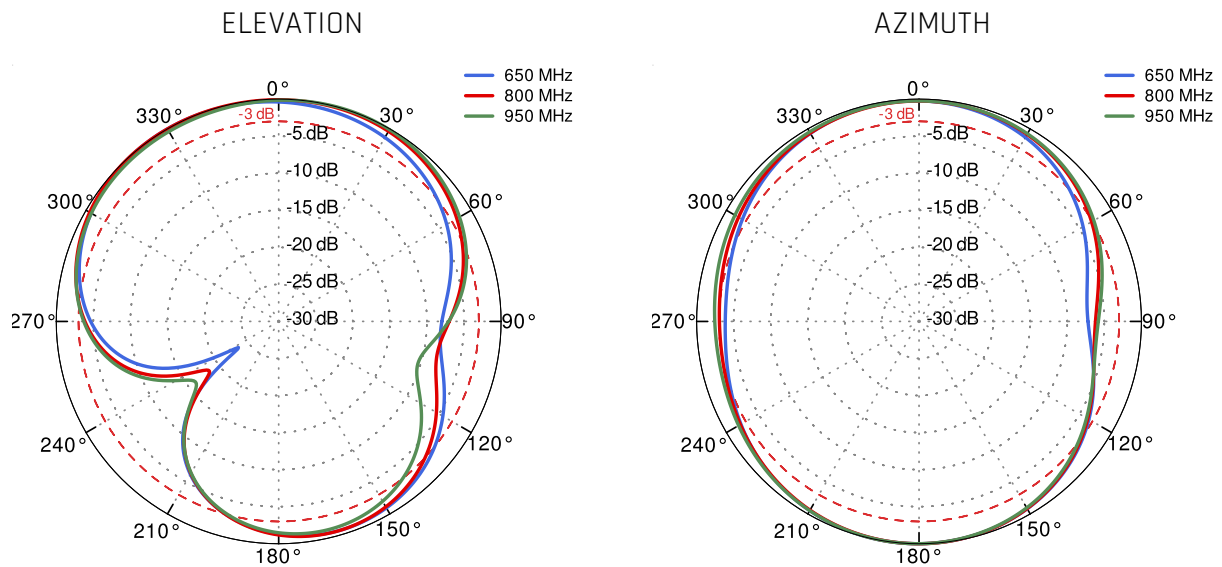 ELEVATION
650 MHz
800 MHz
950 MHz
0°
330°
-3 dB
30°
-5 dB
-10 dB
300°
60°
-15 dB
-20 dB
-25 dB
270°
-30 dB
90°
240°
120°
210°
150°
180°
AZIMUTH
650 MHz
800 MHz
950 MHz
0°
330°
-3 dB
30°
-5 dB
-10 dB
300°
60°
-15 dB
-20 dB
-25 dB
270°
-30 dB
90°
240°
120°
210°
150°
180°